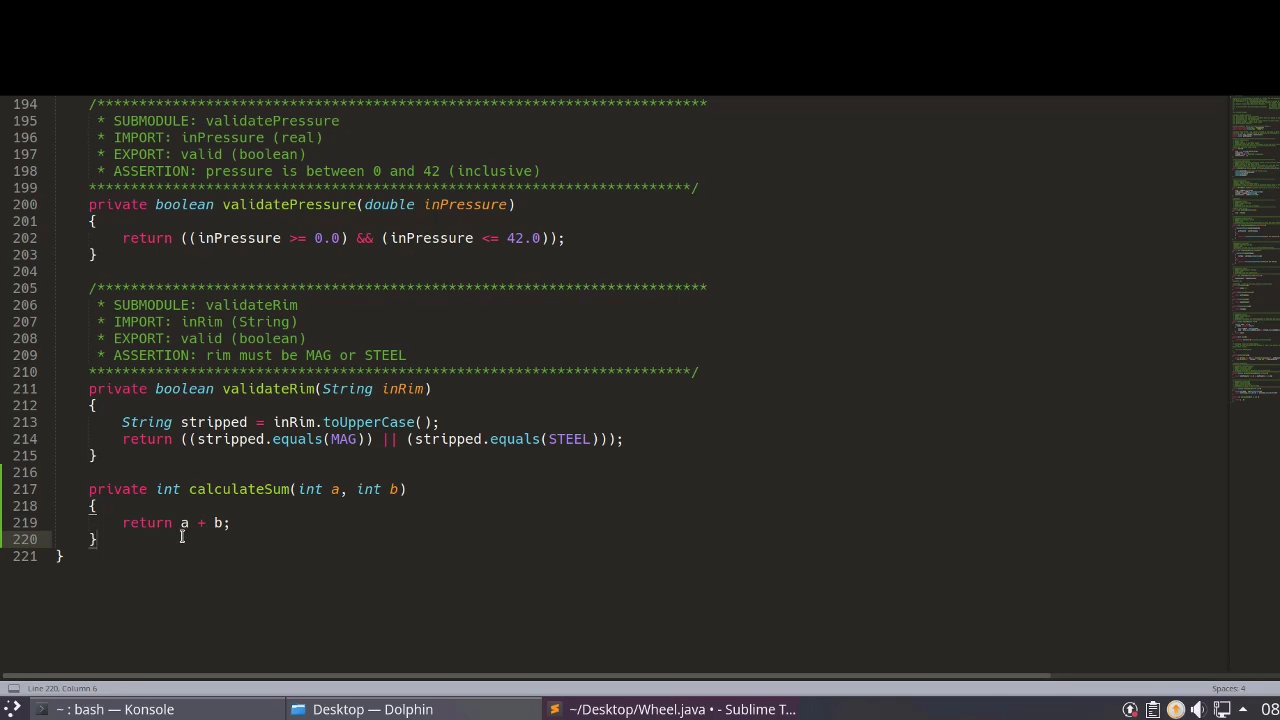 194 /*************************************************************************
195 * SUBMODULE: validatePressure
196 * IMPORT: inPressure (real)
197 * EXPORT: valid (boolean)
198 * ASSERTION: pressure is between 0 and 42 (inclusive)
199 ************************************************************************/
200 private boolean validatePressure(double inPressure)
201 {
202 return ((inPressure >= 0.0) && (inPressure <= 42.0));
203 }
204
205 /*************************************************************************
206 * SUBMODULE: validateRim
207 * IMPORT: inRim (String)
208 * EXPORT: valid (boolean)
209 * ASSERTION: rim must be MAG or STEEL
210 ************************************************************************/
211 private boolean validateRim(String inRim)
212 {
213 String stripped = inRim.toUpperCase();
214 return ((stripped.equals(MAG)) || (stripped.equals(STEEL)));
215 }
216
217 private int calculateSum(int a, int b)
218 {
219 return a + b;
220 }
221 }
Line 220, Column 6 Spaces: 4
~ : bash — Konsole Desktop — Dolphin ~/Desktop/Wheel.java • - Sublime T... 08